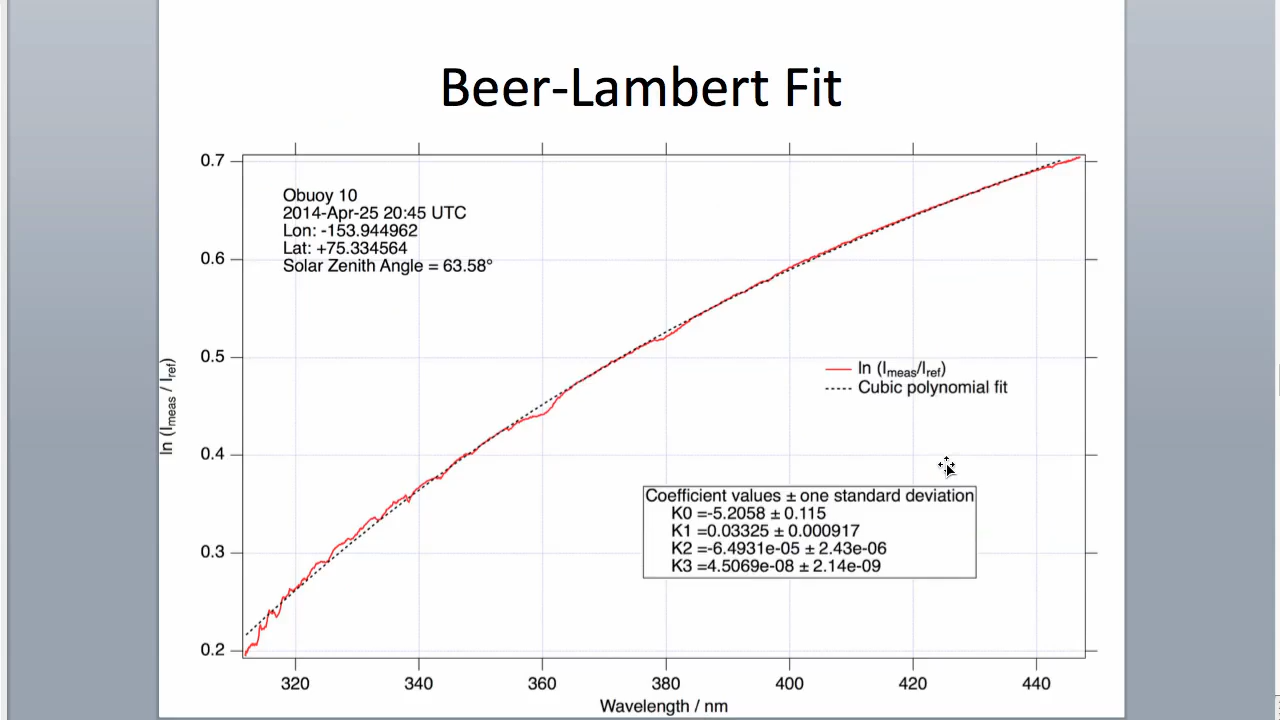 Beer-Lambert Fit
0.7
0.6
0.5
0.4
0.3
0.2
ln (Imeas / Iref)
Obuoy 10
2014-Apr-25 20:45 UTC
Lon: -153.944962
Lat: +75.334564
Solar Zenith Angle = 63.58°
ln (Imeas/Iref)
Cubic polynomial fit
Coefficient values ± one standard deviation
K0 =-5.2058 ± 0.115
K1 =0.03325 ± 0.000917
K2 =-6.4931e-05 ± 2.43e-06
K3 =4.5069e-08 ± 2.14e-09
320 340 360 380 400 420 440
Wavelength / nm